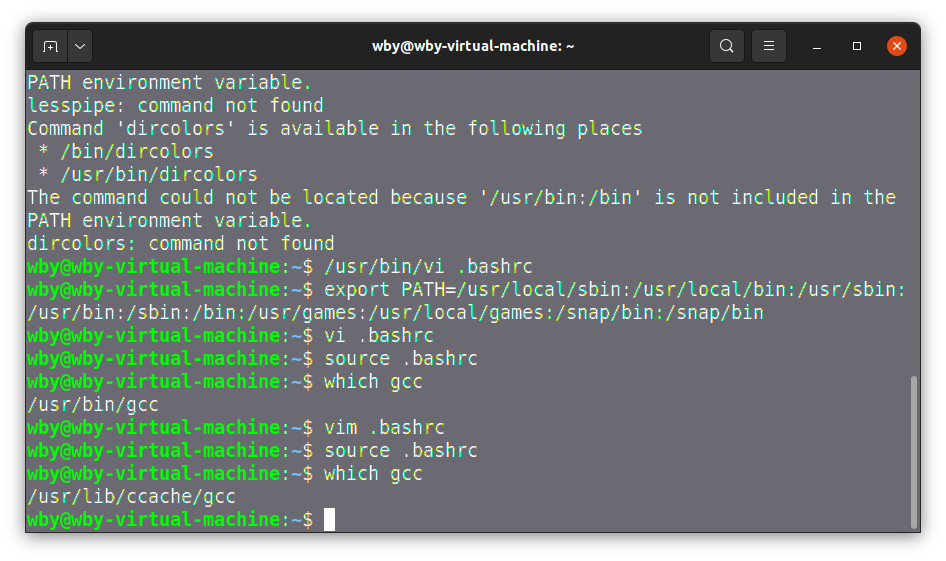 wby@wby-virtual-machine: ~
PATH environment variable.
lesspipe: command not found
Command 'dircolors' is available in the following places
 * /bin/dircolors
 * /usr/bin/dircolors
The command could not be located because '/usr/bin:/bin' is not included in the
PATH environment variable.
dircolors: command not found
wby@wby-virtual-machine:~$ /usr/bin/vi .bashrc
wby@wby-virtual-machine:~$ export PATH=/usr/local/sbin:/usr/local/bin:/usr/sbin:
/usr/bin:/sbin:/bin:/usr/games:/usr/local/games:/snap/bin:/snap/bin
wby@wby-virtual-machine:~$ vi .bashrc
wby@wby-virtual-machine:~$ source .bashrc
wby@wby-virtual-machine:~$ which gcc
/usr/bin/gcc
wby@wby-virtual-machine:~$ vim .bashrc
wby@wby-virtual-machine:~$ source .bashrc
wby@wby-virtual-machine:~$ which gcc
/usr/lib/ccache/gcc
wby@wby-virtual-machine:~$